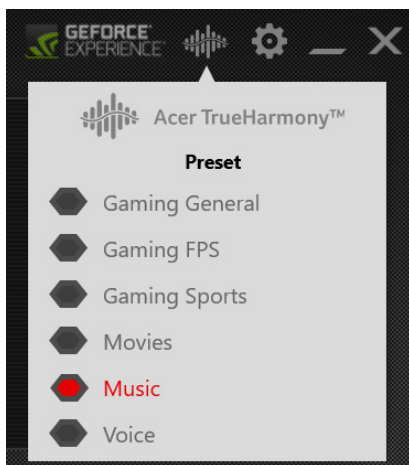 GEFORCE
EXPERIENCE
Acer TrueHarmony™
Preset
Gaming General
Gaming FPS
Gaming Sports
Movies
Music
Voice